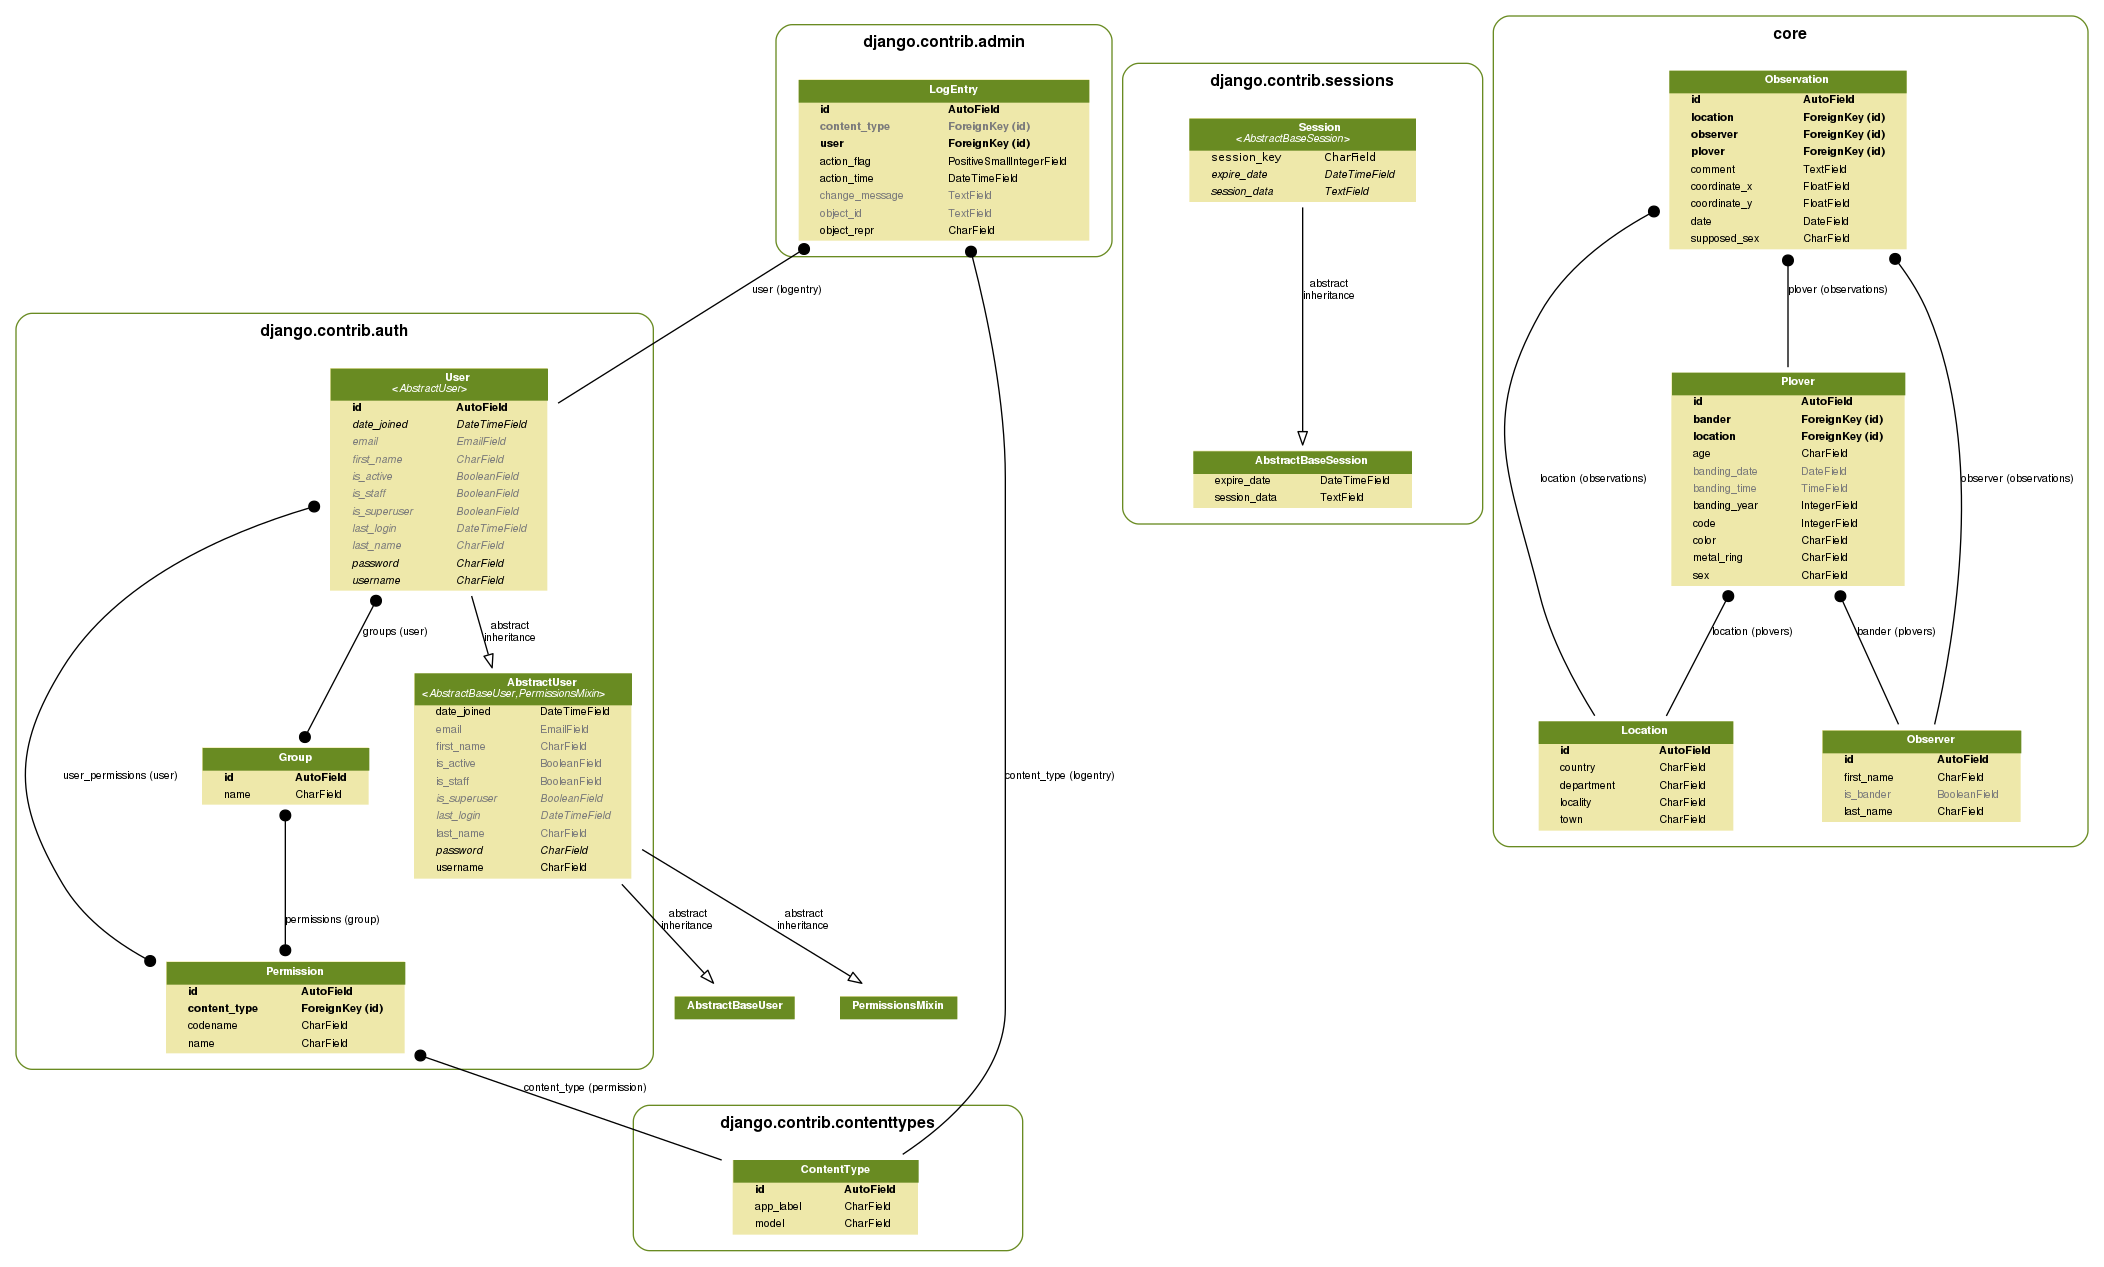 django.contrib.admin
LogEntry
id AutoField
content_type ForeignKey (id)
user ForeignKey (id)
action_flag PositiveSmallIntegerField
action_time DateTimeField
change_message TextField
object_id TextField
object_repr CharField
user (logentry)
content_type (logentry)
django.contrib.sessions
Session
<AbstractBaseSession>
session_key CharField
expire_date DateTimeField
session_data TextField
abstract
inheritance
AbstractBaseSession
expire_date DateTimeField
session_data TextField
core
Observation
id AutoField
location ForeignKey (id)
observer ForeignKey (id)
plover ForeignKey (id)
comment TextField
coordinate_x FloatField
coordinate_y FloatField
date DateField
supposed_sex CharField
plover (observations)
location (observations)
observer (observations)
Plover
id AutoField
bander ForeignKey (id)
location ForeignKey (id)
age CharField
banding_date DateField
banding_time TimeField
banding_year IntegerField
code IntegerField
color CharField
metal_ring CharField
sex CharField
location (plovers)
bander (plovers)
Location
id AutoField
country CharField
department CharField
locality CharField
town CharField
Observer
id AutoField
first_name CharField
is_bander BooleanField
last_name CharField
django.contrib.auth
User
<AbstractUser>
id AutoField
date_joined DateTimeField
email EmailField
first_name CharField
is_active BooleanField
is_staff BooleanField
is_superuser BooleanField
last_login DateTimeField
last_name CharField
password CharField
username CharField
groups (user)
abstract
inheritance
user_permissions (user)
AbstractUser
<AbstractBaseUser,PermissionsMixin>
date_joined DateTimeField
email EmailField
first_name CharField
is_active BooleanField
is_staff BooleanField
is_superuser BooleanField
last_login DateTimeField
last_name CharField
password CharField
username CharField
Group
id AutoField
name CharField
permissions (group)
abstract
inheritance
abstract
inheritance
Permission
id AutoField
content_type ForeignKey (id)
codename CharField
name CharField
AbstractBaseUser
PermissionsMixin
content_type (permission)
django.contrib.contenttypes
ContentType
id AutoField
app_label CharField
model CharField